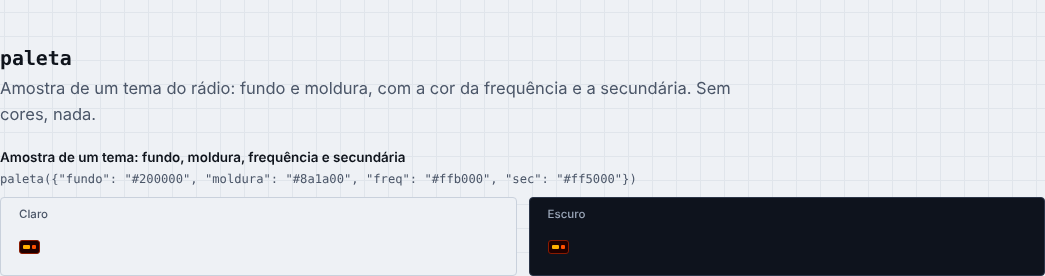 paleta
Amostra de um tema do rádio: fundo e moldura, com a cor da frequência e a secundária. Sem
cores, nada.
Amostra de um tema: fundo, moldura, frequência e secundária
paleta({"fundo": "#200000", "moldura": "#8a1a00", "freq": "#ffb000", "sec": "#ff5000"})
Claro
Escuro